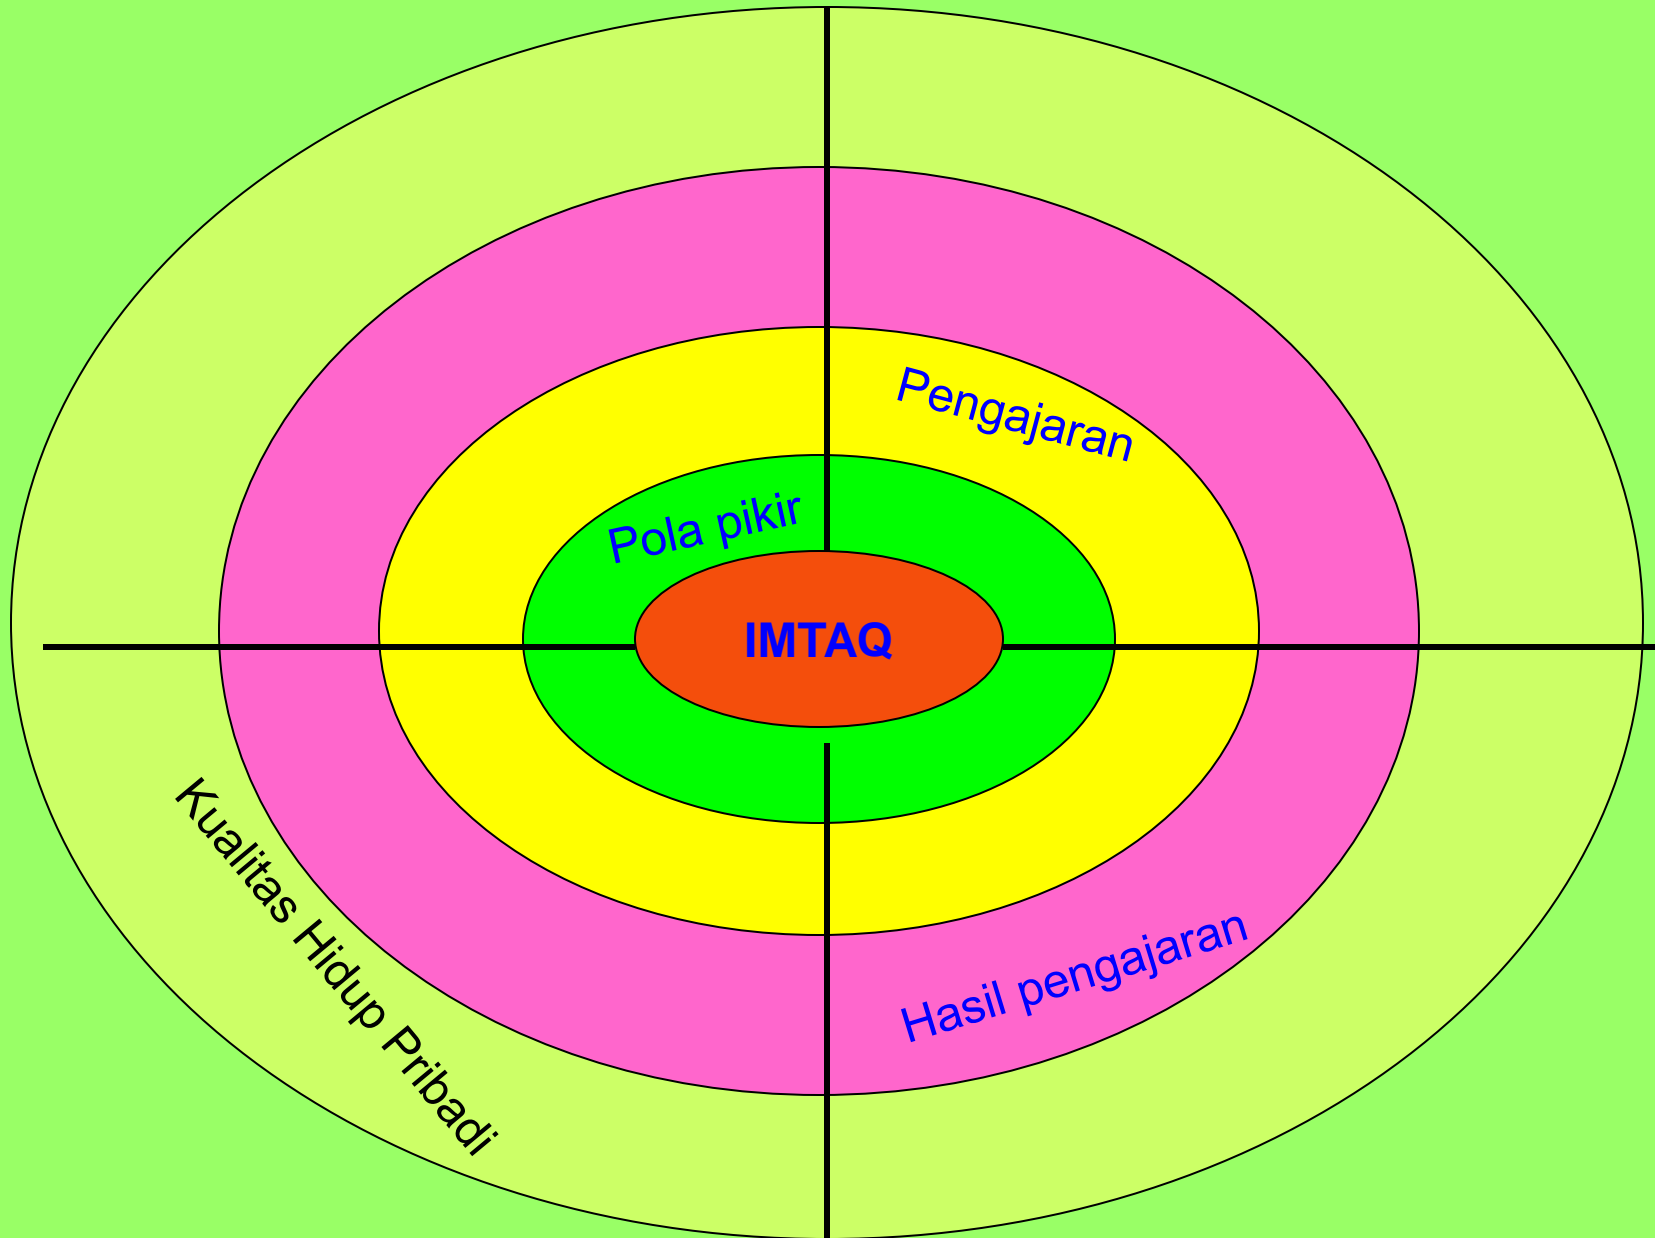 Pengajaran
Pola pikir
IMTAQ
Kualitas Hidup Pribadi
Hasil pengajaran